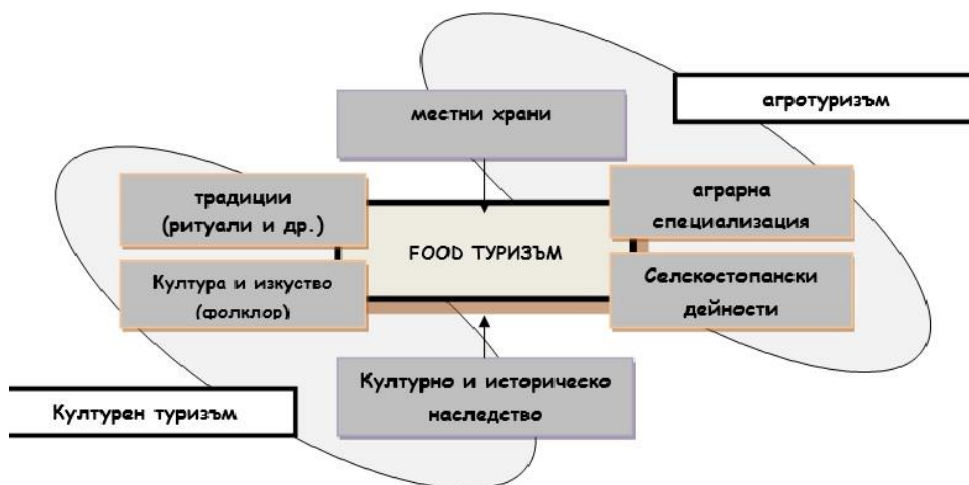 местни храни
агротуризъм
традиции
(ритуали и др.)
аграрна
специализация
FOOD ТУРИЗЪМ
Култура и изкуство
(фолклор)
Селскостопански
дейности
Културно и историческо
наследство
Културен туризъм